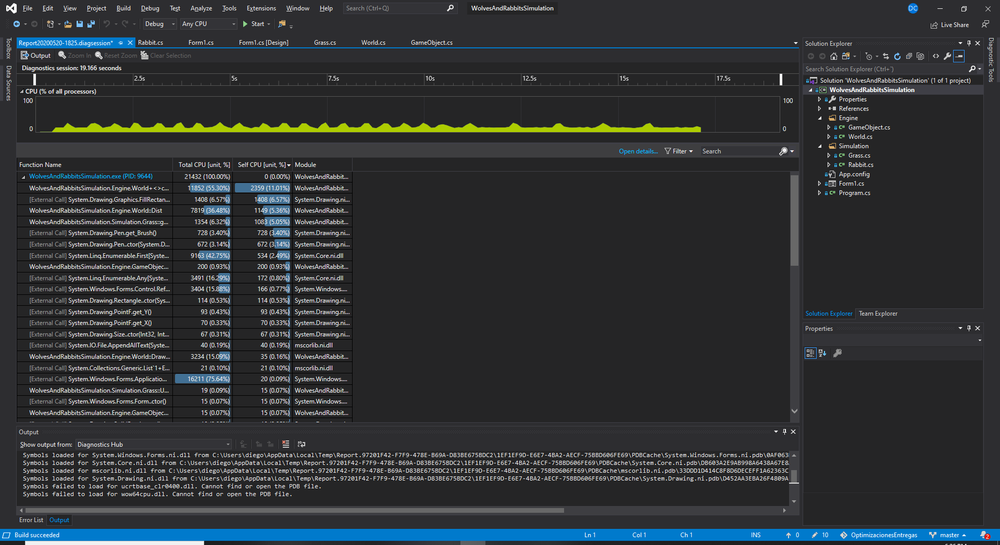 File Edit View Project Build Debug Test Analyze Tools Extensions Window Help Search (Ctrl+Q) WolvesAndRabbitsSimulation DC
Debug Any CPU Start Live Share
Toolbox
Data Sources
Report20200520-1825.diagsession* Rabbit.cs Form1.cs Form1.cs [Design] Grass.cs World.cs GameObject.cs
Output Zoom In Reset Zoom Clear Selection
Diagnostics session: 19.166 seconds
2.5s 5s 7.5s 10s 12.5s 15s 17.5s
CPU (% of all processors)
100 100
0 0
Open details... Filter Search
Function Name Total CPU [unit, %] Self CPU [unit, %] Module
WolvesAndRabbitsSimulation.exe (PID: 9644) 21432 (100.00%) 0 (0.00%) WolvesAndRabbit...
WolvesAndRabbitsSimulation.Engine.World+<>c... 11852 (55.30%) 2359 (11.01%) WolvesAndRabbit...
[External Call] System.Drawing.Graphics.FillRectan... 1408 (6.57%) 1408 (6.57%) System.Drawing.ni...
WolvesAndRabbitsSimulation.Engine.World::Dist 7819 (36.48%) 1149 (5.36%) WolvesAndRabbit...
WolvesAndRabbitsSimulation.Simulation.Grass::g... 1354 (6.32%) 1083 (5.05%) WolvesAndRabbit...
[External Call] System.Drawing.Pen.get_Brush() 728 (3.40%) 728 (3.40%) System.Drawing.ni...
[External Call] System.Drawing.Pen..ctor(System.D... 672 (3.14%) 672 (3.14%) System.Drawing.ni...
[External Call] System.Linq.Enumerable.First[Syste... 9163 (42.75%) 534 (2.49%) System.Core.ni.dll
WolvesAndRabbitsSimulation.Engine.GameObjec... 200 (0.93%) 200 (0.93%) WolvesAndRabbit...
[External Call] System.Linq.Enumerable.Any[Syste... 3491 (16.29%) 172 (0.80%) System.Core.ni.dll
[External Call] System.Windows.Forms.Control.Ref... 3404 (15.88%) 166 (0.77%) System.Windows....
[External Call] System.Drawing.Rectangle..ctor(Sys... 114 (0.53%) 114 (0.53%) System.Drawing.ni...
[External Call] System.Drawing.PointF.get_Y() 93 (0.43%) 93 (0.43%) System.Drawing.ni...
[External Call] System.Drawing.PointF.get_X() 70 (0.33%) 70 (0.33%) System.Drawing.ni...
[External Call] System.Drawing.Size..ctor(Int32, Int... 67 (0.31%) 67 (0.31%) System.Drawing.ni...
[External Call] System.IO.File.AppendAllText(Syste... 40 (0.19%) 40 (0.19%) mscorlib.ni.dll
WolvesAndRabbitsSimulation.Engine.World::Draw... 3234 (15.09%) 35 (0.16%) WolvesAndRabbit...
[External Call] System.Collections.Generic.List`1+E... 21 (0.10%) 21 (0.10%) mscorlib.ni.dll
[External Call] System.Windows.Forms.Applicatio... 16211 (75.64%) 20 (0.09%) System.Windows....
WolvesAndRabbitsSimulation.Simulation.Grass::U... 19 (0.09%) 15 (0.07%) WolvesAndRabbit...
[External Call] System.Windows.Forms.Form..ctor() 15 (0.07%) 15 (0.07%) System.Windows....
WolvesAndRabbitsSimulation.Engine.GameObjec... 15 (0.07%) 15 (0.07%) WolvesAndRabbit...
Output
Show output from: Diagnostics Hub
Symbols loaded for System.Windows.Forms.ni.dll from C:\Users\diego\AppData\Local\Temp\Report.97201F42-F7F9-478E-B69A-D83BE675BDC2\1EF1EF9D-E6E7-4BA2-AECF-75BBD606FE69\PDBCache\System.Windows.Forms.ni.pdb\0AF063
Symbols loaded for System.Core.ni.dll from C:\Users\diego\AppData\Local\Temp\Report.97201F42-F7F9-478E-B69A-D83BE675BDC2\1EF1EF9D-E6E7-4BA2-AECF-75BBD606FE69\PDBCache\System.Core.ni.pdb\DB603A2E9AB998A6438A67E8
Symbols loaded for mscorlib.ni.dll from C:\Users\diego\AppData\Local\Temp\Report.97201F42-F7F9-478E-B69A-D83BE675BDC2\1EF1EF9D-E6E7-4BA2-AECF-75BBD606FE69\PDBCache\mscorlib.ni.pdb\33DDD1D414C8F8D6DECEFF1A62363C
Symbols loaded for System.Drawing.ni.dll from C:\Users\diego\AppData\Local\Temp\Report.97201F42-F7F9-478E-B69A-D83BE675BDC2\1EF1EF9D-E6E7-4BA2-AECF-75BBD606FE69\PDBCache\System.Drawing.ni.pdb\D452AA3EBA26F4809A
Symbols failed to load for ucrtbase_clr0400.dll. Cannot find or open the PDB file.
Symbols failed to load for wow64cpu.dll. Cannot find or open the PDB file.
Error List Output
Solution Explorer
Search Solution Explorer (Ctrl+`)
Solution 'WolvesAndRabbitsSimulation' (1 of 1 project)
WolvesAndRabbitsSimulation
Properties
References
Engine
GameObject.cs
World.cs
Simulation
Grass.cs
Rabbit.cs
App.config
Form1.cs
Program.cs
Solution Explorer Team Explorer
Properties
Diagnostic Tools
Build succeeded Ln 1 Col 1 Ch 1 INS 0 10 OptimizacionesEntregas master 2